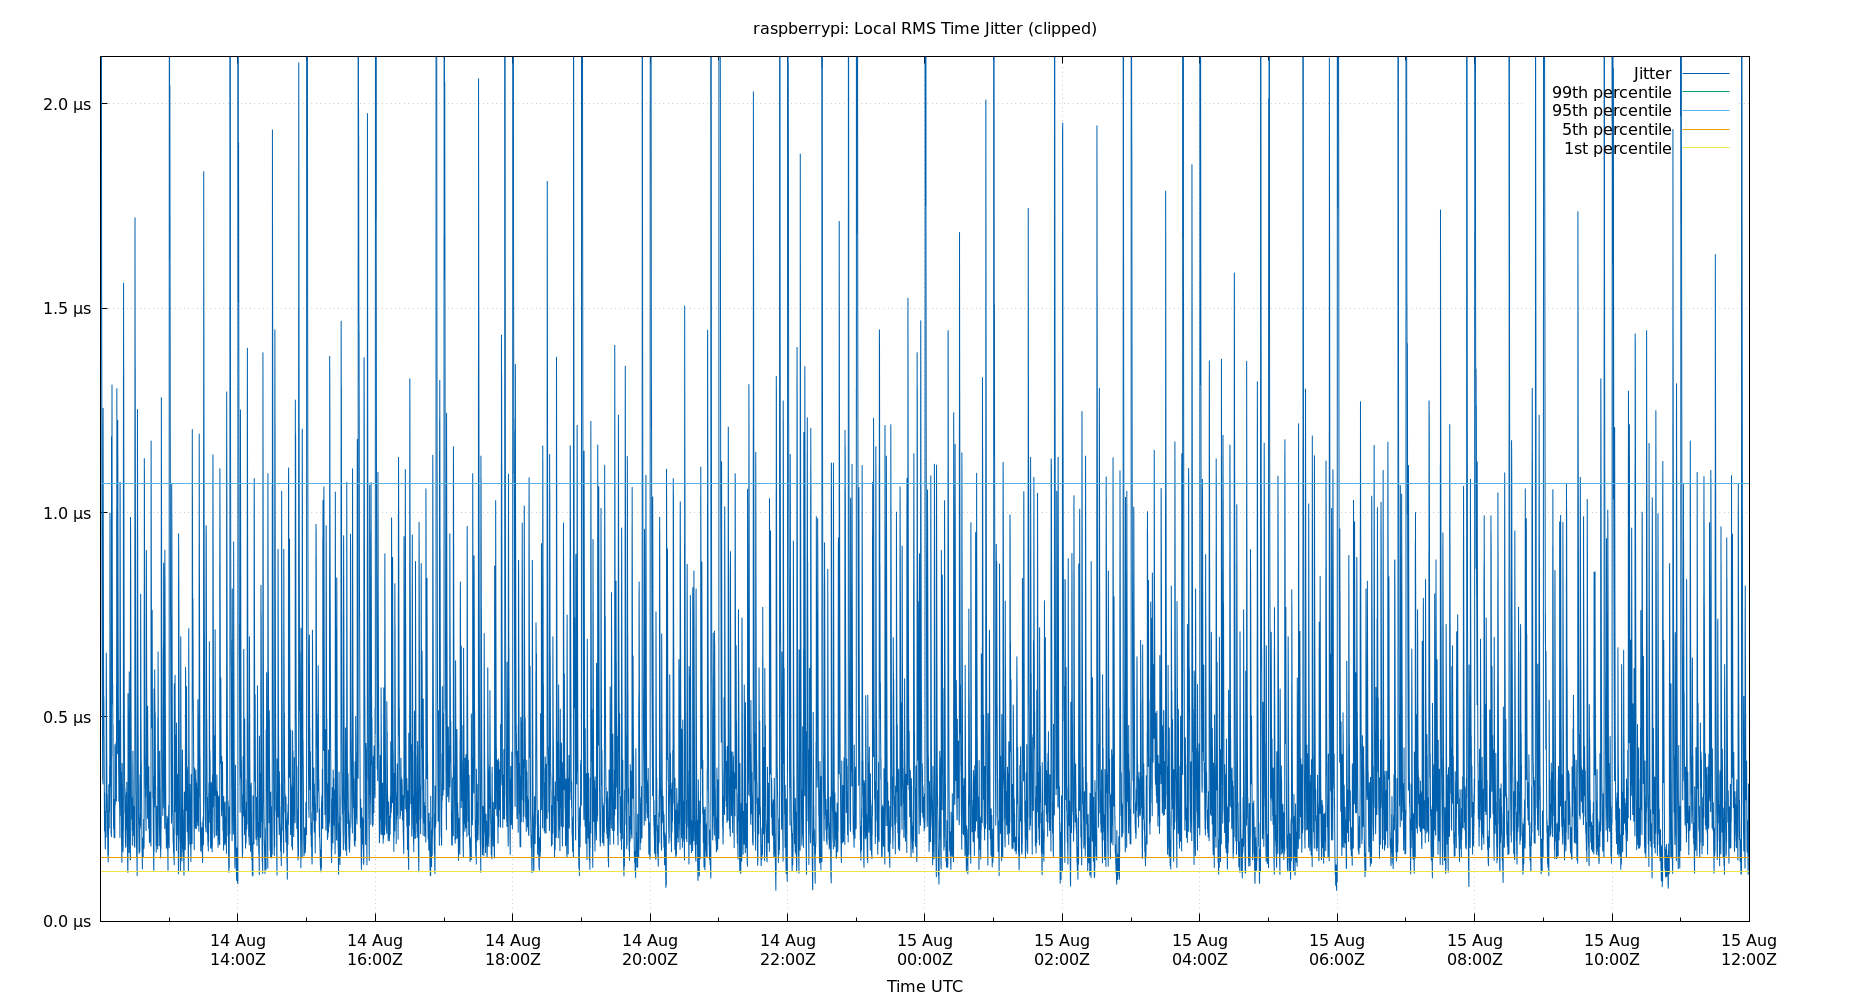 raspberrypi: Local RMS Time Jitter (clipped)
Jitter
99th percentile
95th percentile
5th percentile
1st percentile
2.0 µs
1.5 µs
1.0 µs
0.5 µs
0.0 µs
14 Aug 14 Aug 14 Aug 14 Aug 14 Aug 15 Aug 15 Aug 15 Aug 15 Aug 15 Aug 15 Aug 15 Aug
14:00Z 16:00Z 18:00Z 20:00Z 22:00Z 00:00Z 02:00Z 04:00Z 06:00Z 08:00Z 10:00Z 12:00Z
Time UTC